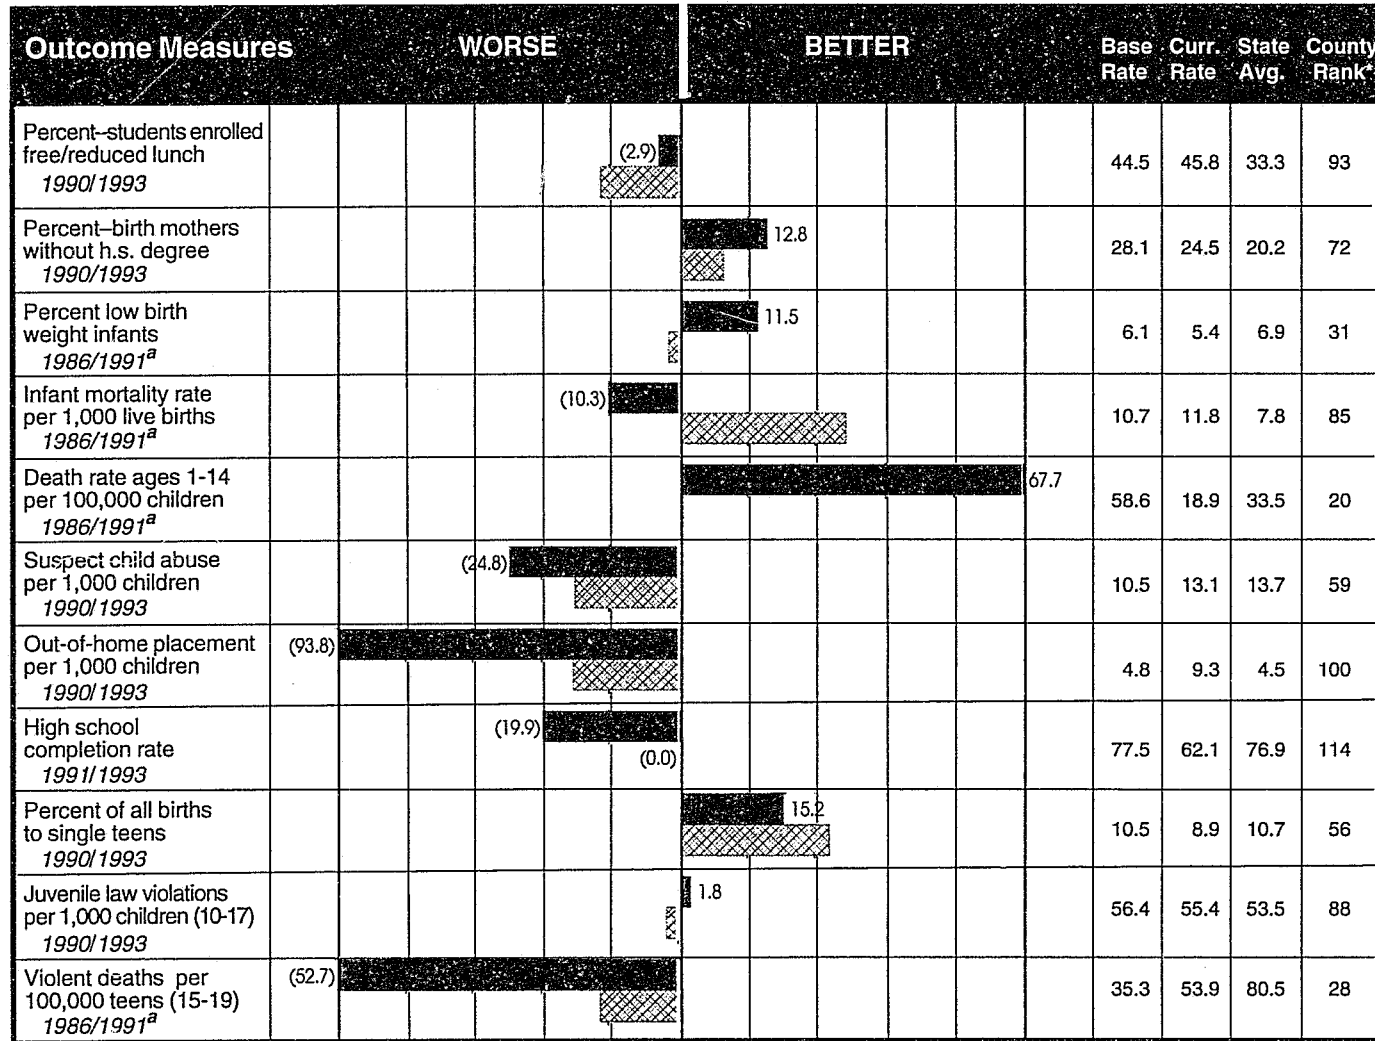 Outcome Measures WORSE BETTER Base Rate Curr. Rate State Avg. County Rank*
Percent--students enrolled
free/reduced lunch
1990/1993
(2.9) 44.5 45.8 33.3 93
Percent–birth mothers
without h.s. degree
1990/1993
12.8 28.1 24.5 20.2 72
Percent low birth
weight infants
1986/1991a
11.5 6.1 5.4 6.9 31
Infant mortality rate
per 1,000 live births
1986/1991a
(10.3) 10.7 11.8 7.8 85
Death rate ages 1-14
per 100,000 children
1986/1991a
67.7 58.6 18.9 33.5 20
Suspect child abuse
per 1,000 children
1990/1993
(24.8) 10.5 13.1 13.7 59
Out-of-home placement
per 1,000 children
1990/1993
(93.8) 4.8 9.3 4.5 100
High school
completion rate
1991/1993
(19.9) (0.0) 77.5 62.1 76.9 114
Percent of all births
to single teens
1990/1993
15.2 10.5 8.9 10.7 56
Juvenile law violations
per 1,000 children (10-17)
1990/1993
1.8 56.4 55.4 53.5 88
Violent deaths per
100,000 teens (15-19)
1986/1991a
(52.7) 35.3 53.9 80.5 28